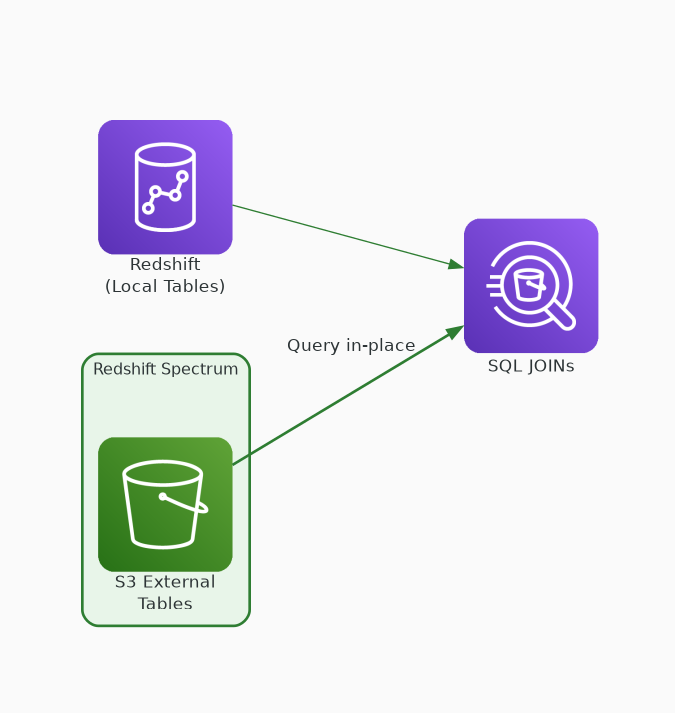 Redshift
(Local Tables)
Query in-place
SQL JOINs
Redshift Spectrum
S3 External
Tables